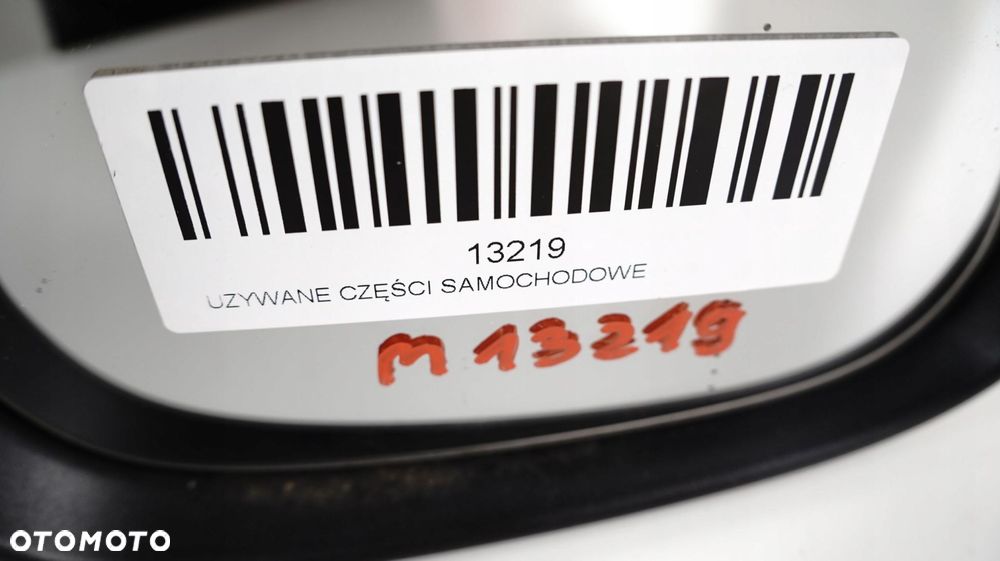 13219
UZYWANE CZĘŚCI SAMOCHODOWE
M 13219
OTOMOTO